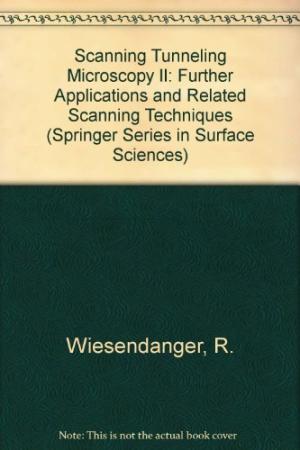 Scanning Tunneling
Microscopy II: Further
Applications and Related
Scanning Techniques
(Springer Series in Surface
Sciences)
Wiesendanger, R.
Note: This is not the actual book cover